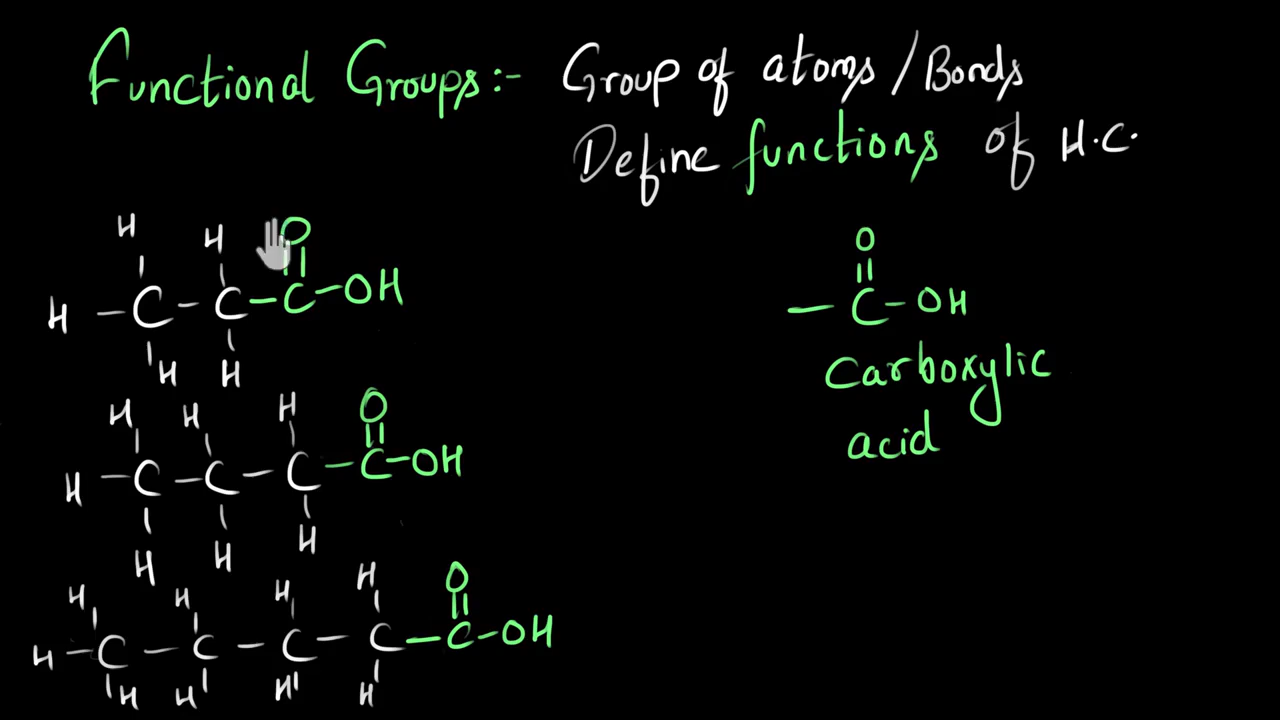 Functional Groups:- Group of atoms/Bonds
Define functions of H.C.
H H O
H - C - C - C - OH
H H
O
- C - OH
Carboxylic
acid
H H H O
H - C - C - C - C - OH
H H H
H H H H O
H - C - C - C - C - C - OH
H H H H